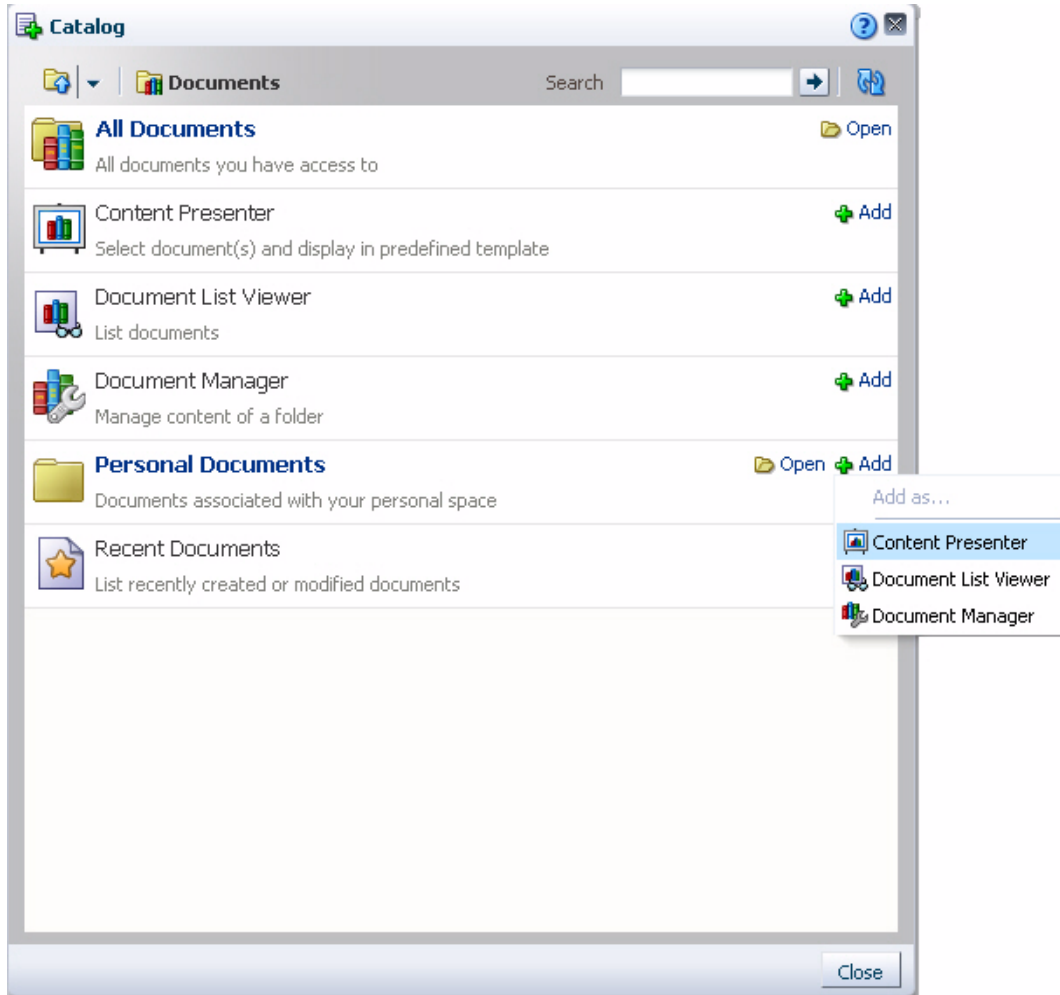 Catalog
Documents Search
All Documents Open
All documents you have access to
Content Presenter Add
Select document(s) and display in predefined template
Document List Viewer Add
List documents
Document Manager Add
Manage content of a folder
Personal Documents Open Add
Documents associated with your personal space
Add as...
Content Presenter
Document List Viewer
Document Manager
Recent Documents
List recently created or modified documents
Close